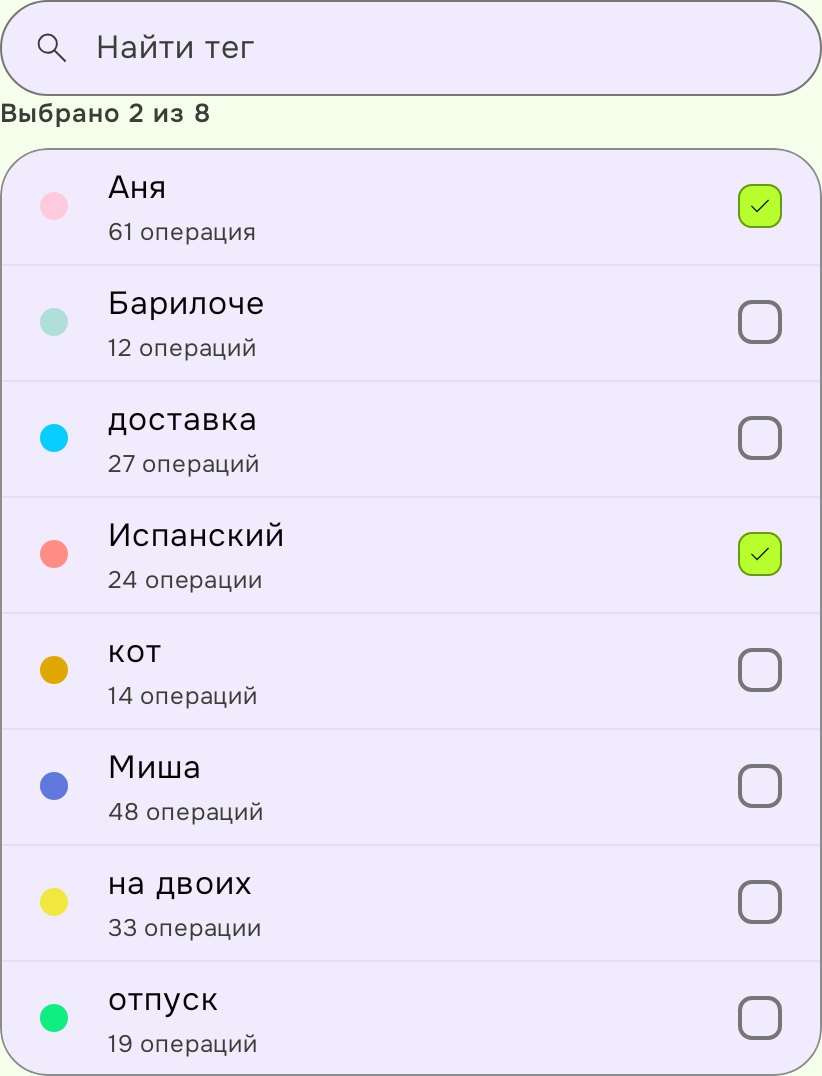 Найти тег
Выбрано 2 из 8
Аня
61 операция
Барилоче
12 операций
доставка
27 операций
Испанский
24 операции
кот
14 операций
Миша
48 операций
на двоих
33 операции
отпуск
19 операций